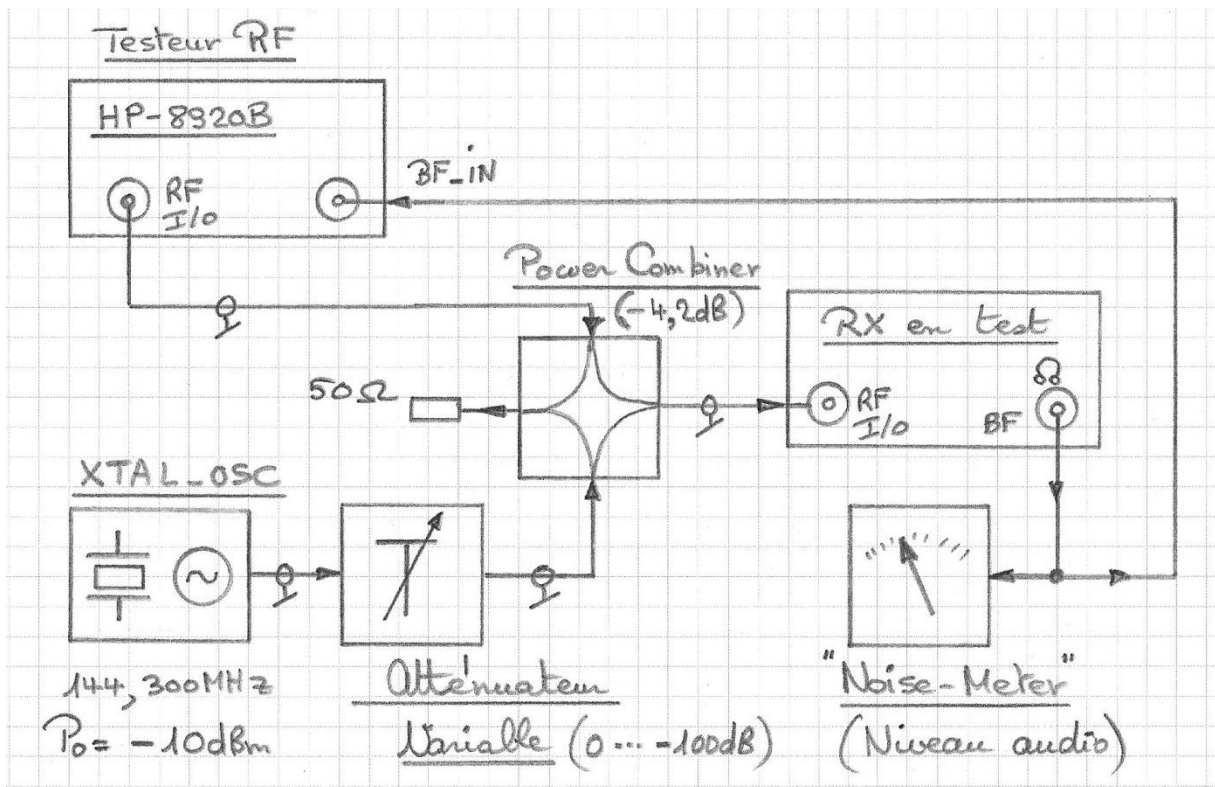 Testeur RF
HP-8920B
RF
I/O
BF_IN
Power Combiner
(-4,2dB)
RX en test
50Ω
RF
I/O
BF
XTAL_OSC
144,300MHz
Po = -10dBm
Atténuateur
Variable (0 ... -100dB)
"Noise-Meter"
(Niveau audio)